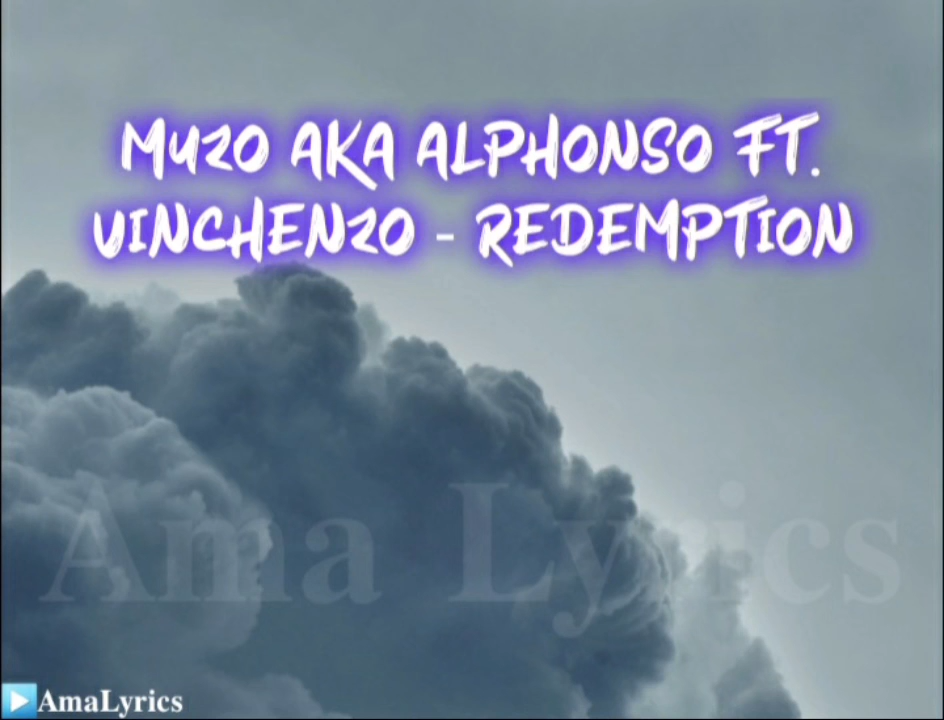 MUZO AKA ALPHONSO FT.
VINCHENZO - REDEMPTION
Ama Lyrics
AmaLyrics